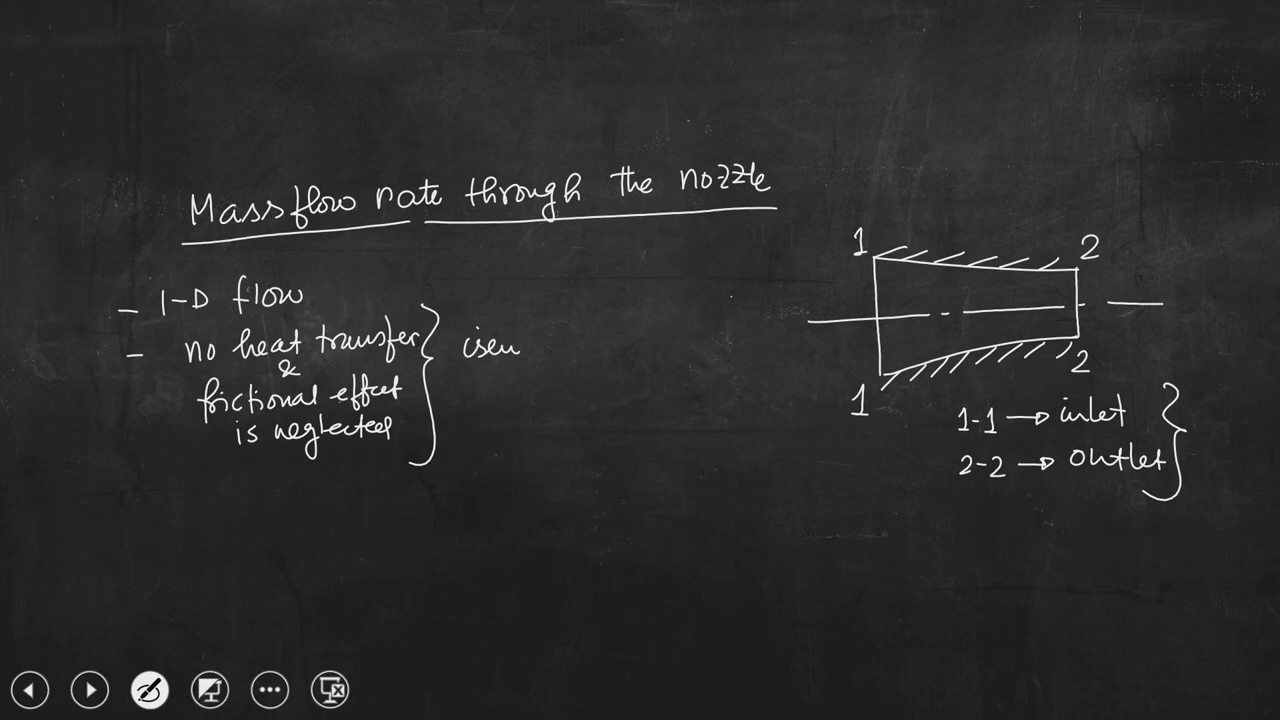 Mass flow rate through the nozzle
- 1-D flow
- no heat transfer
&
frictional effect
is neglected
isen
1 2
1 2
1-1 → inlet
2-2 → outlet